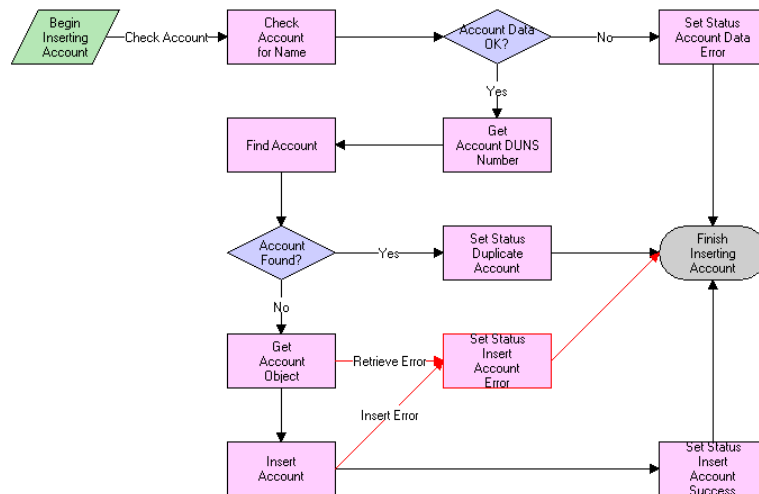 Begin
Inserting
Account
Check Account
Check
Account
for Name
Account Data
OK?
No
Set Status
Account Data
Error
Yes
Find Account
Get
Account DUNS
Number
Account
Found?
Yes
Set Status
Duplicate
Account
Finish
Inserting
Account
No
Get
Account
Object
Retrieve Error
Set Status
Insert
Account
Error
Insert Error
Insert
Account
Set Status
Insert
Account
Success